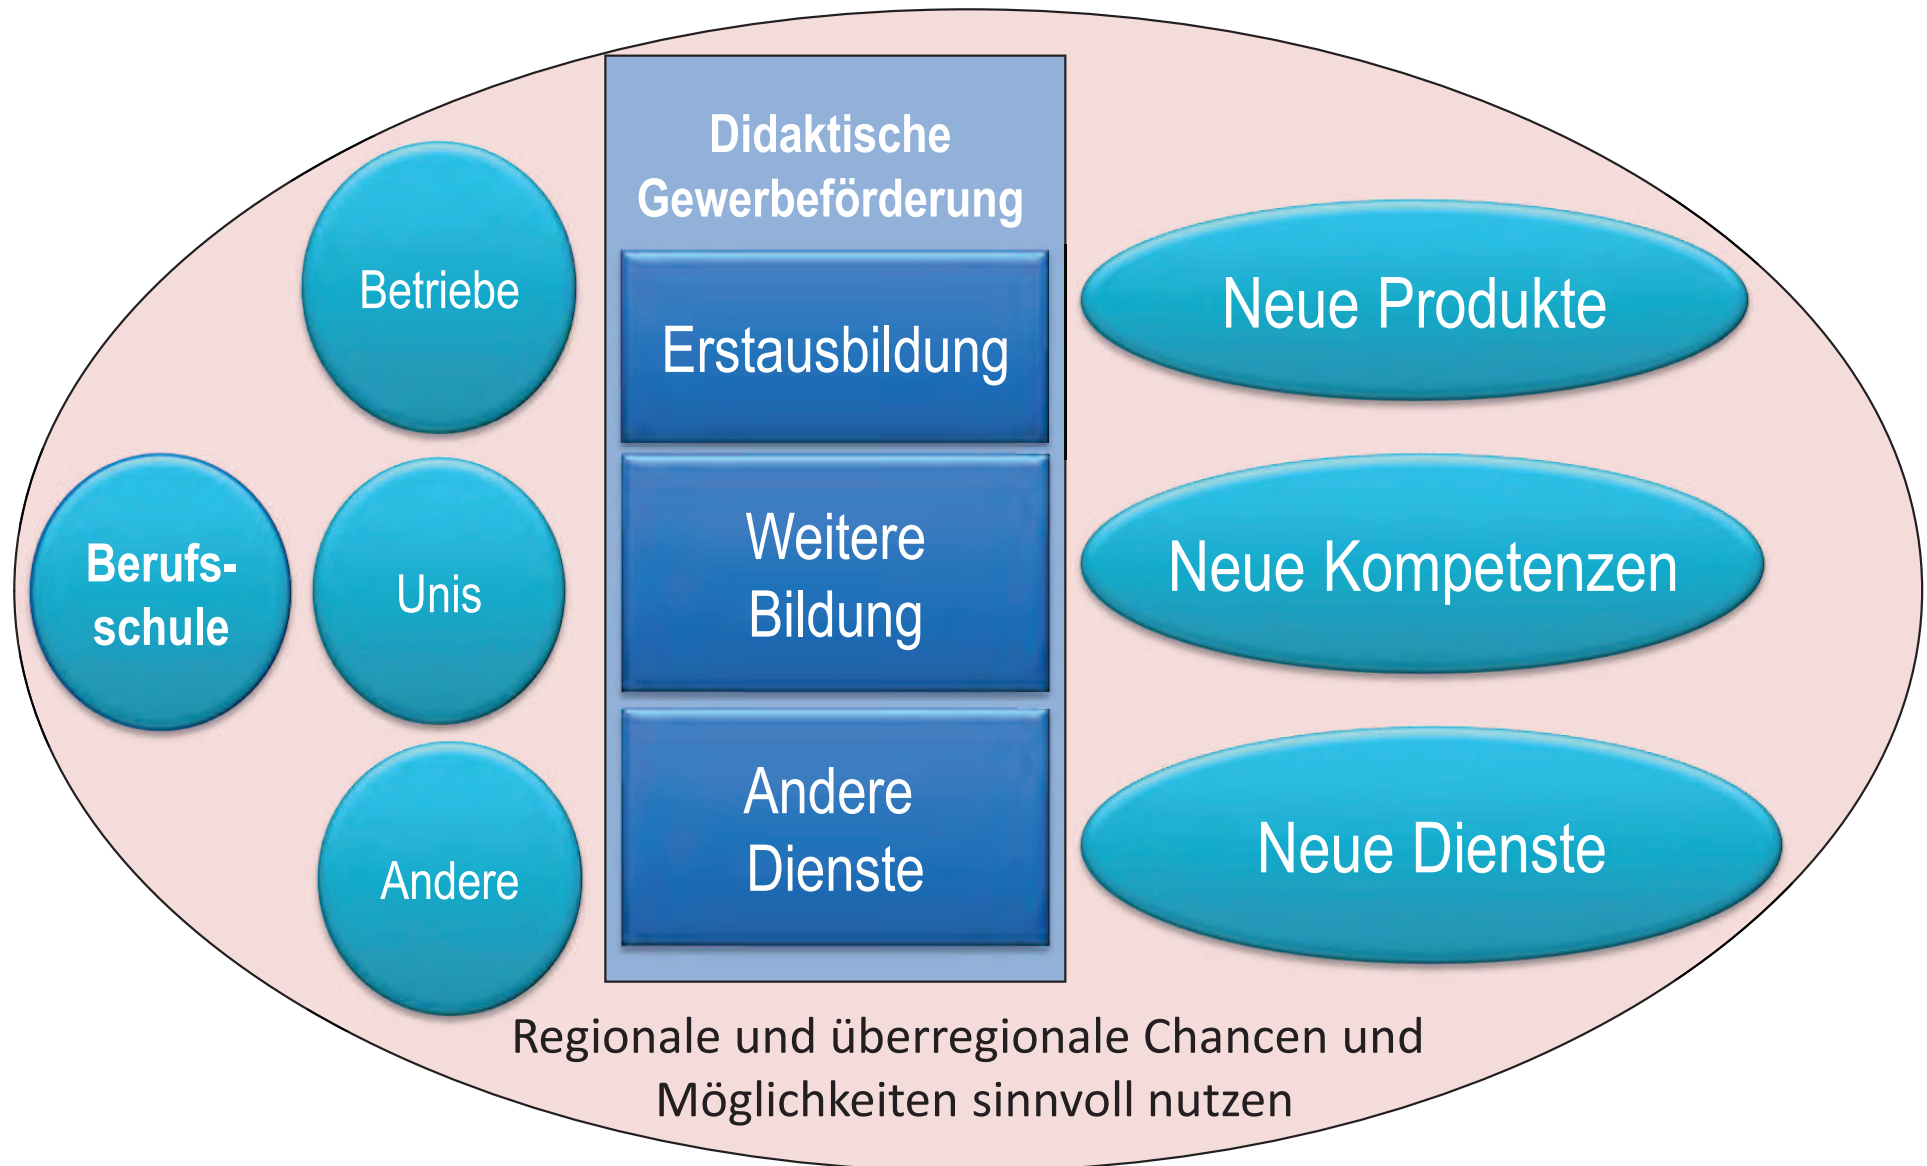 Didaktische
Gewerbeförderung
Betriebe
Berufs-
schule
Unis
Andere
Erstausbildung
Weitere
Bildung
Andere
Dienste
Neue Produkte
Neue Kompetenzen
Neue Dienste
Regionale und überregionale Chancen und
Möglichkeiten sinnvoll nutzen